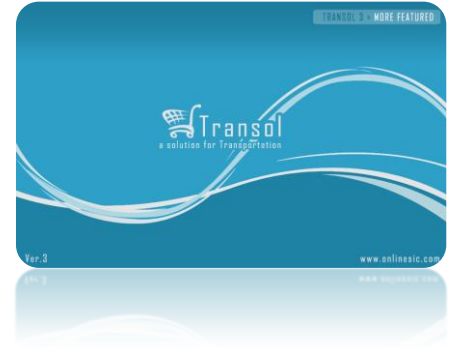 TRANSOL 3 » MORE FEATURED
Transol
a solution for Transportation
Ver.3
www.onlinesic.com